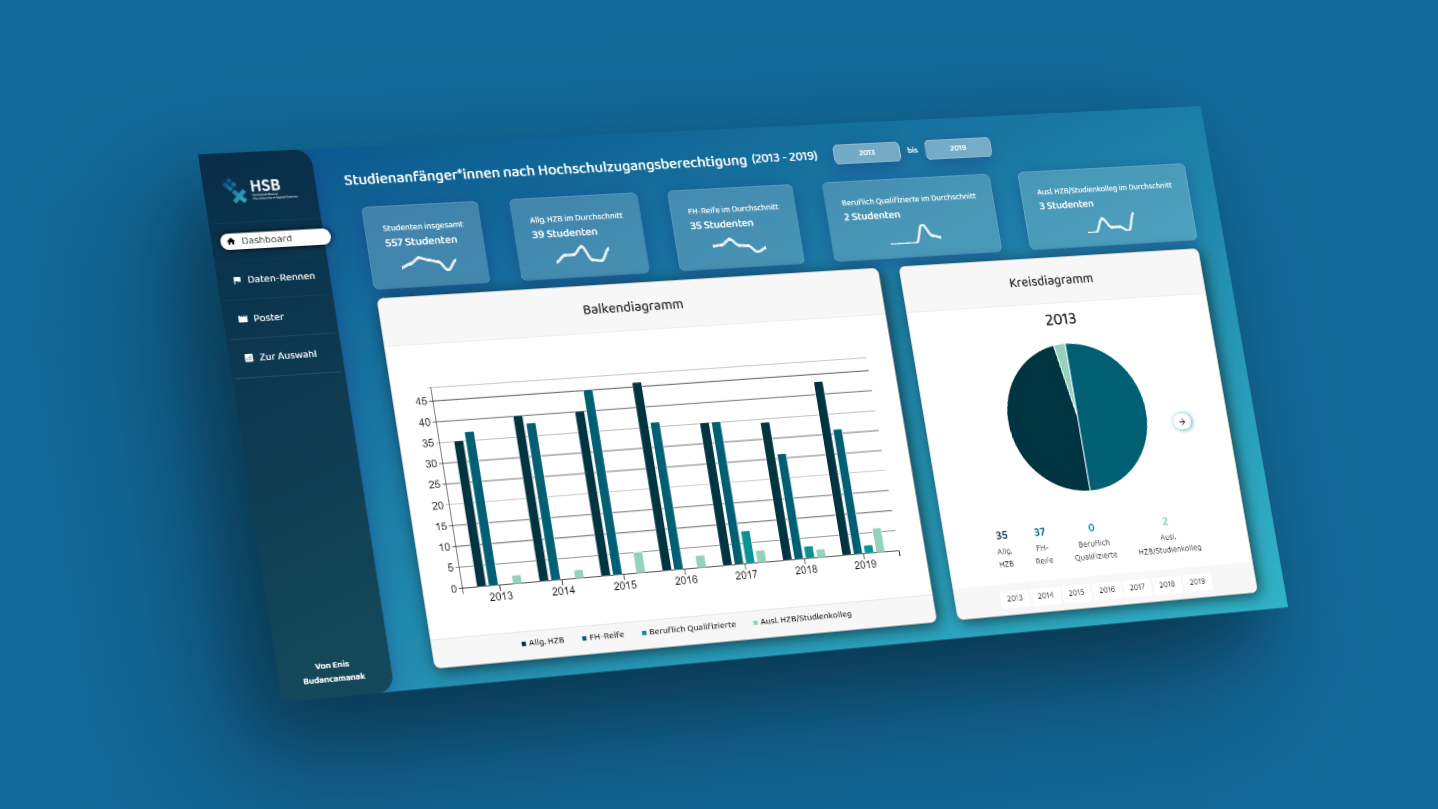 HSB
Dashboard
Daten-Rennen
Poster
Zur Auswahl
Von Enis
Budancamanak
Studienanfänger*innen nach Hochschulzugangsberechtigung (2013 - 2019)
2013 bis 2019
Studenten insgesamt
557 Studenten
Allg. HZB im Durchschnitt
39 Studenten
FH-Reife im Durchschnitt
35 Studenten
Beruflich Qualifizierte im Durchschnitt
2 Studenten
Ausl. HZB/Studienkolleg im Durchschnitt
3 Studenten
Balkendiagramm
45
40
35
30
25
20
15
10
5
0
2013 2014 2015 2016 2017 2018 2019
Allg. HZB FH-Reife Beruflich Qualifizierte Ausl. HZB/Studienkolleg
Kreisdiagramm
2013
35
Allg.
HZB
37
FH-
Reife
0
Beruflich
Qualifizierte
2
Ausl.
HZB/Studienkolleg
2013 2014 2015 2016 2017 2018 2019